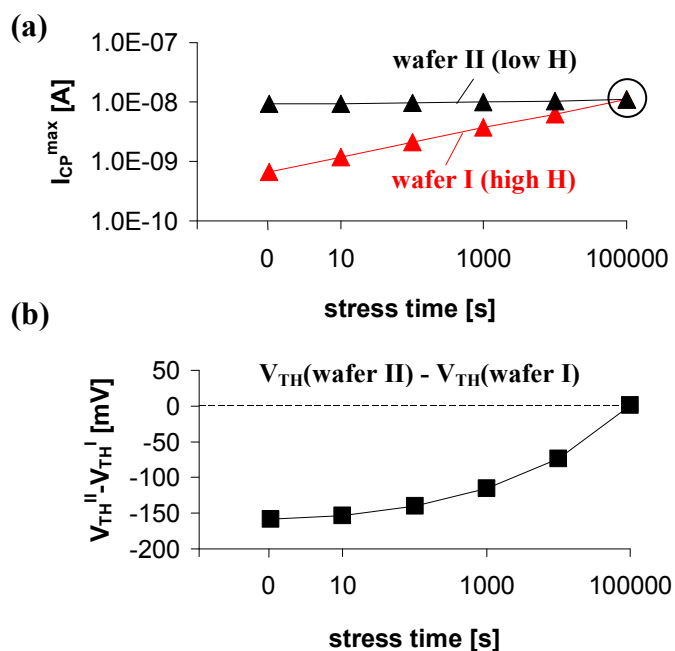 (a)
1.0E-07
1.0E-08
1.0E-09
1.0E-10
I_CP^max [A]
wafer II (low H)
wafer I (high H)
0 10 1000 100000
stress time [s]
(b)
V_TH(wafer II) - V_TH(wafer I)
50
0
-50
-100
-150
-200
V_TH^II-V_TH^I [mV]
0 10 1000 100000
stress time [s]